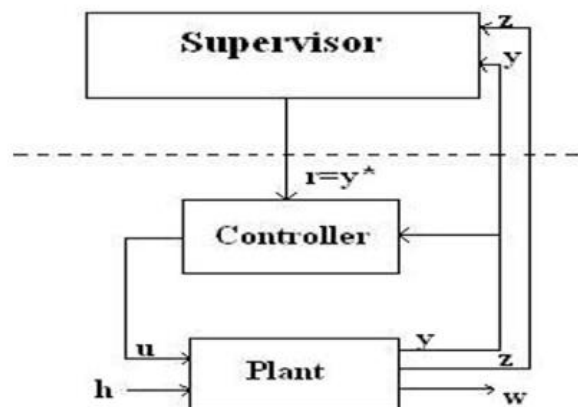 z
Supervisor
y
r=y*
Controller
y
u
z
Plant
h
w